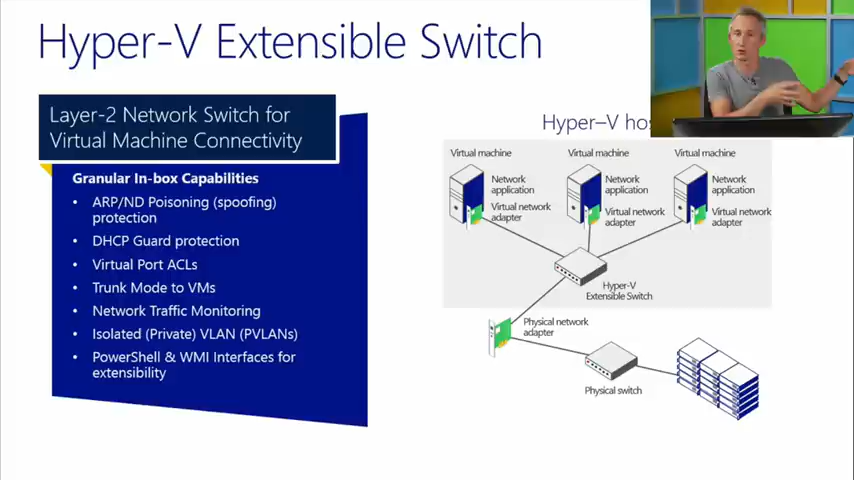 Hyper-V Extensible Switch
Layer-2 Network Switch for
Virtual Machine Connectivity
Granular In-box Capabilities
• ARP/ND Poisoning (spoofing)
protection
• DHCP Guard protection
• Virtual Port ACLs
• Trunk Mode to VMs
• Network Traffic Monitoring
• Isolated (Private) VLAN (PVLANs)
• PowerShell & WMI Interfaces for
extensibility
Hyper–V hos
Virtual machine
Virtual machine
Virtual machine
Network
application
Virtual network
adapter
Network
application
Virtual network
adapter
Network
application
Virtual network
adapter
Hyper-V
Extensible Switch
Physical network
adapter
Physical switch